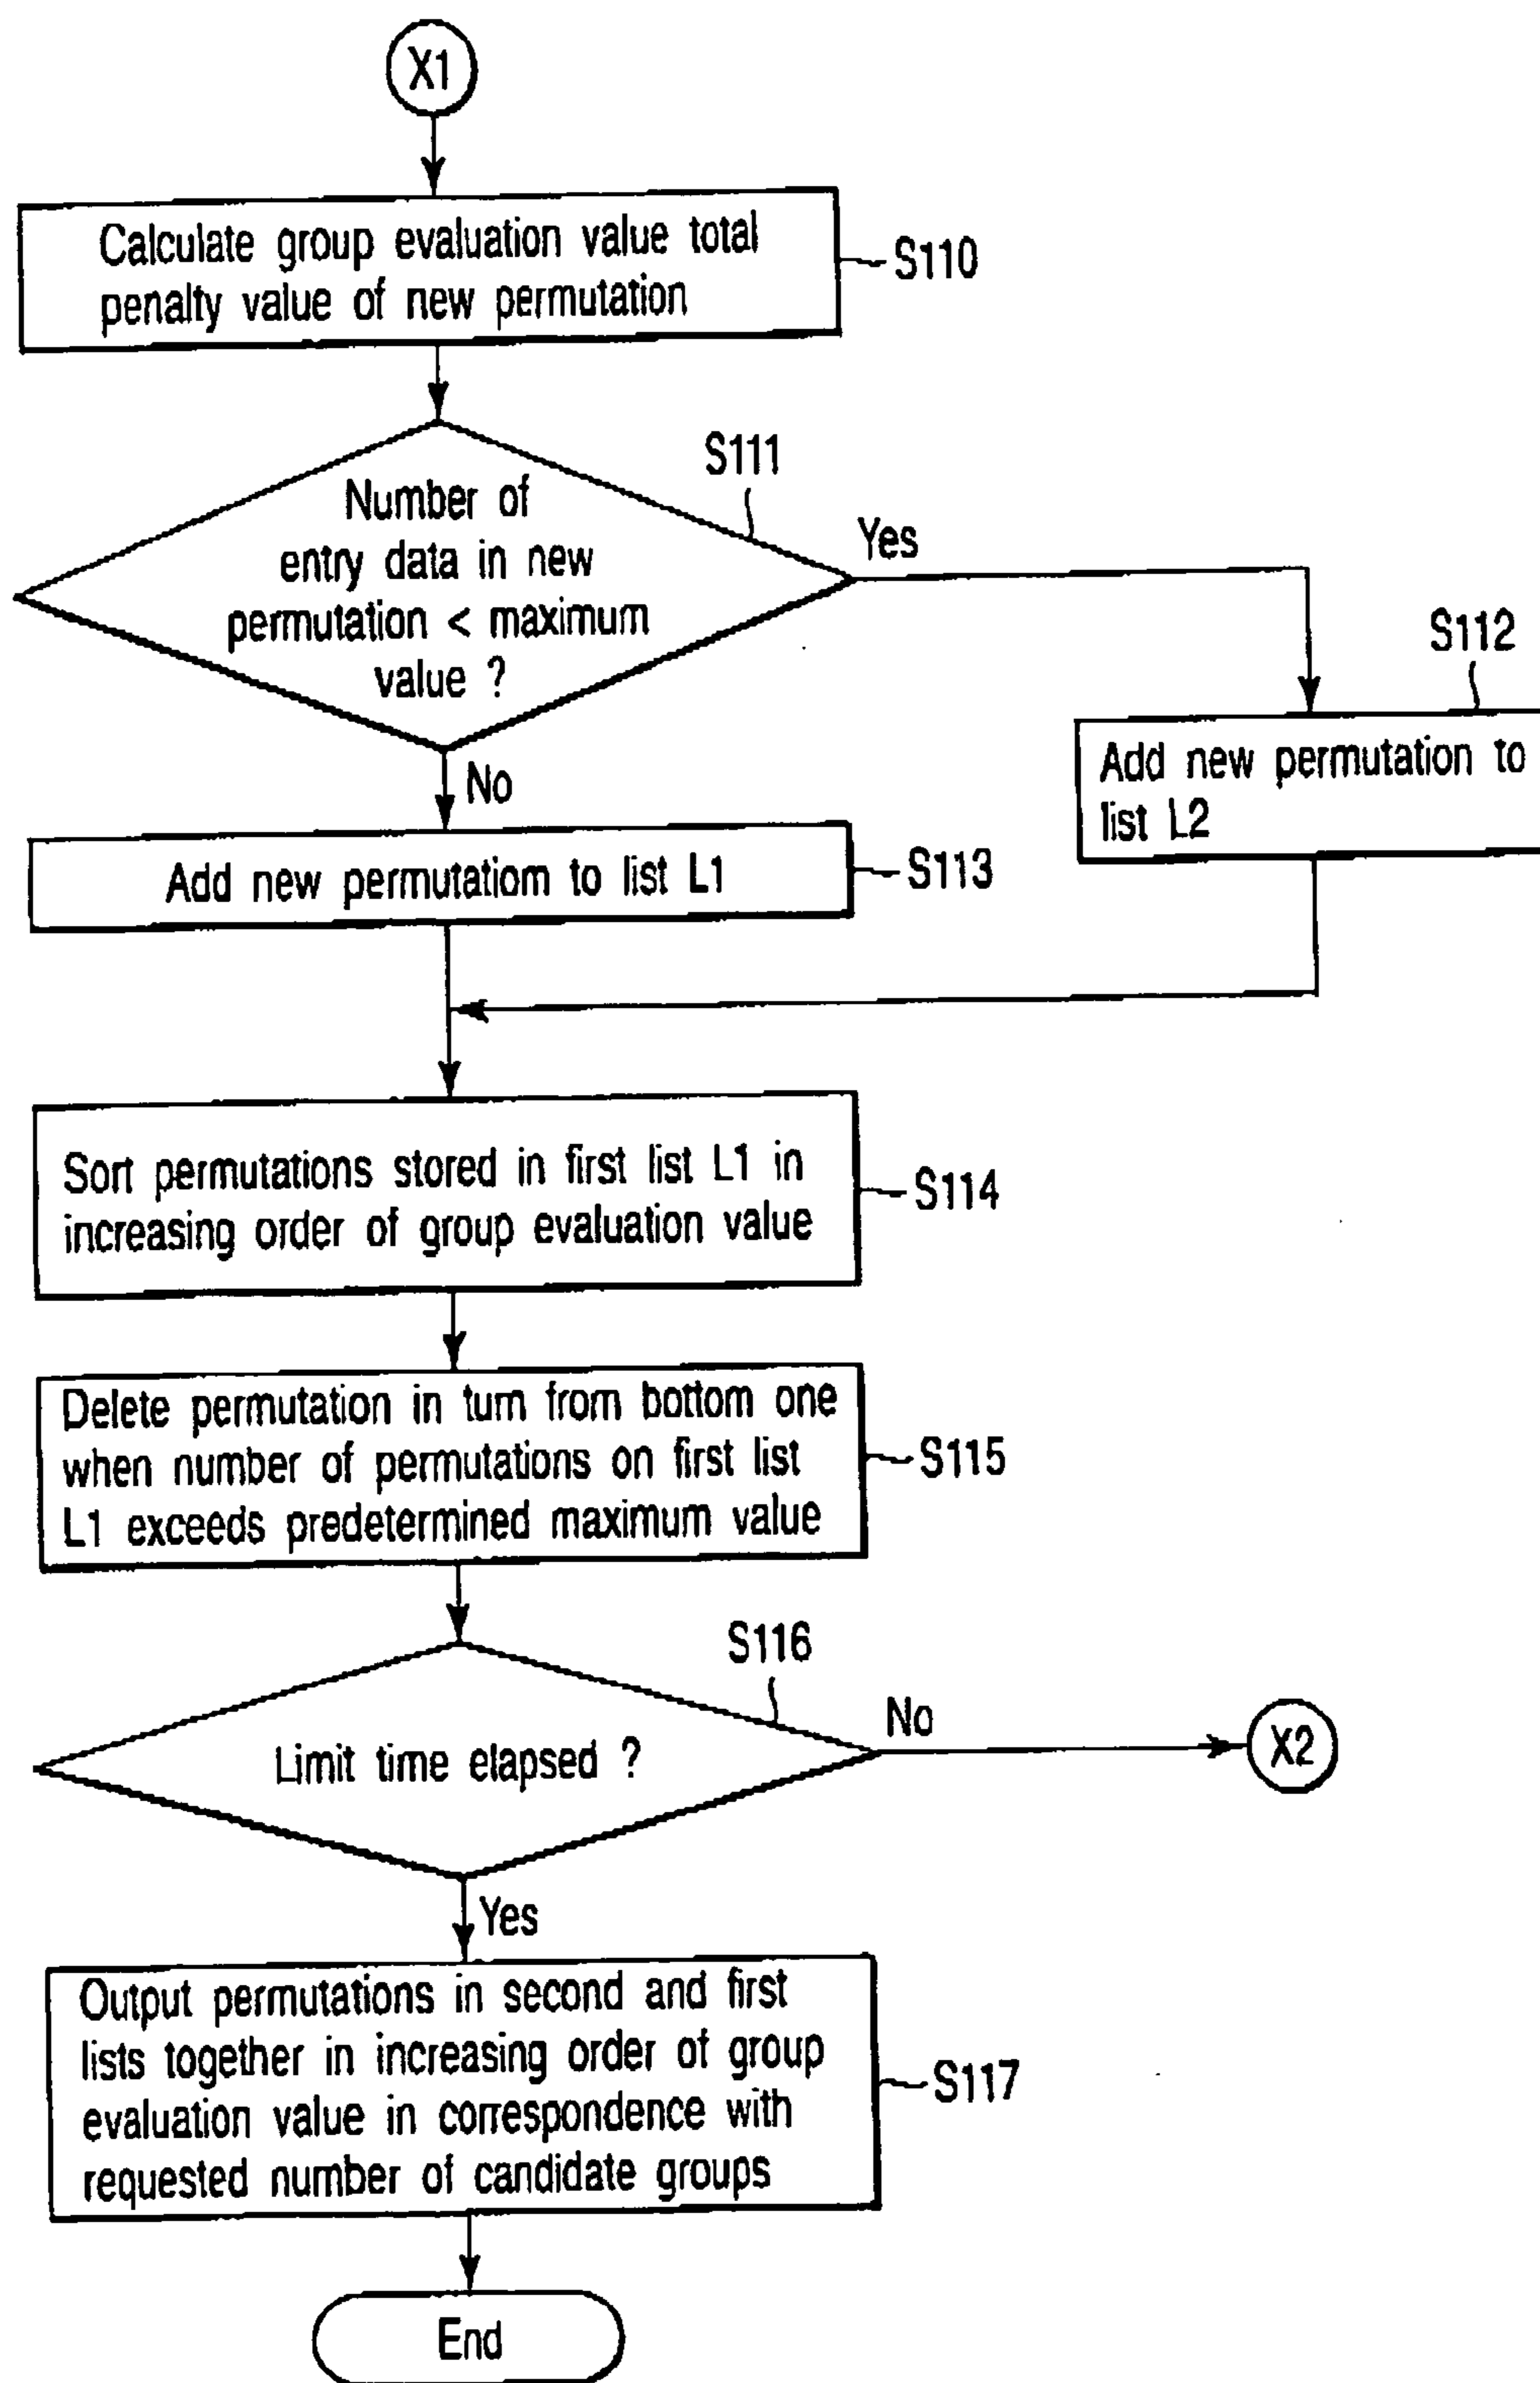 X1
Calculate group evaluation value total
penalty value of new permutation
S110
S111
Number of
entry data in new
permutation < maximum
value ?
Yes
No
S112
Add new permutation to
list L2
Add new permutatiom to list L1
S113
Sort permutations stored in first list L1 in
increasing order of group evaluation value
S114
Delete permutation in turn from bottom one
when number of permutations on first list
L1 exceeds predetermined maximum value
S115
S116
Limit time elapsed ?
No
X2
Yes
Output permutations in second and first
lists together in increasing order of group
evaluation value in correspondence with
requested number of candidate groups
S117
End